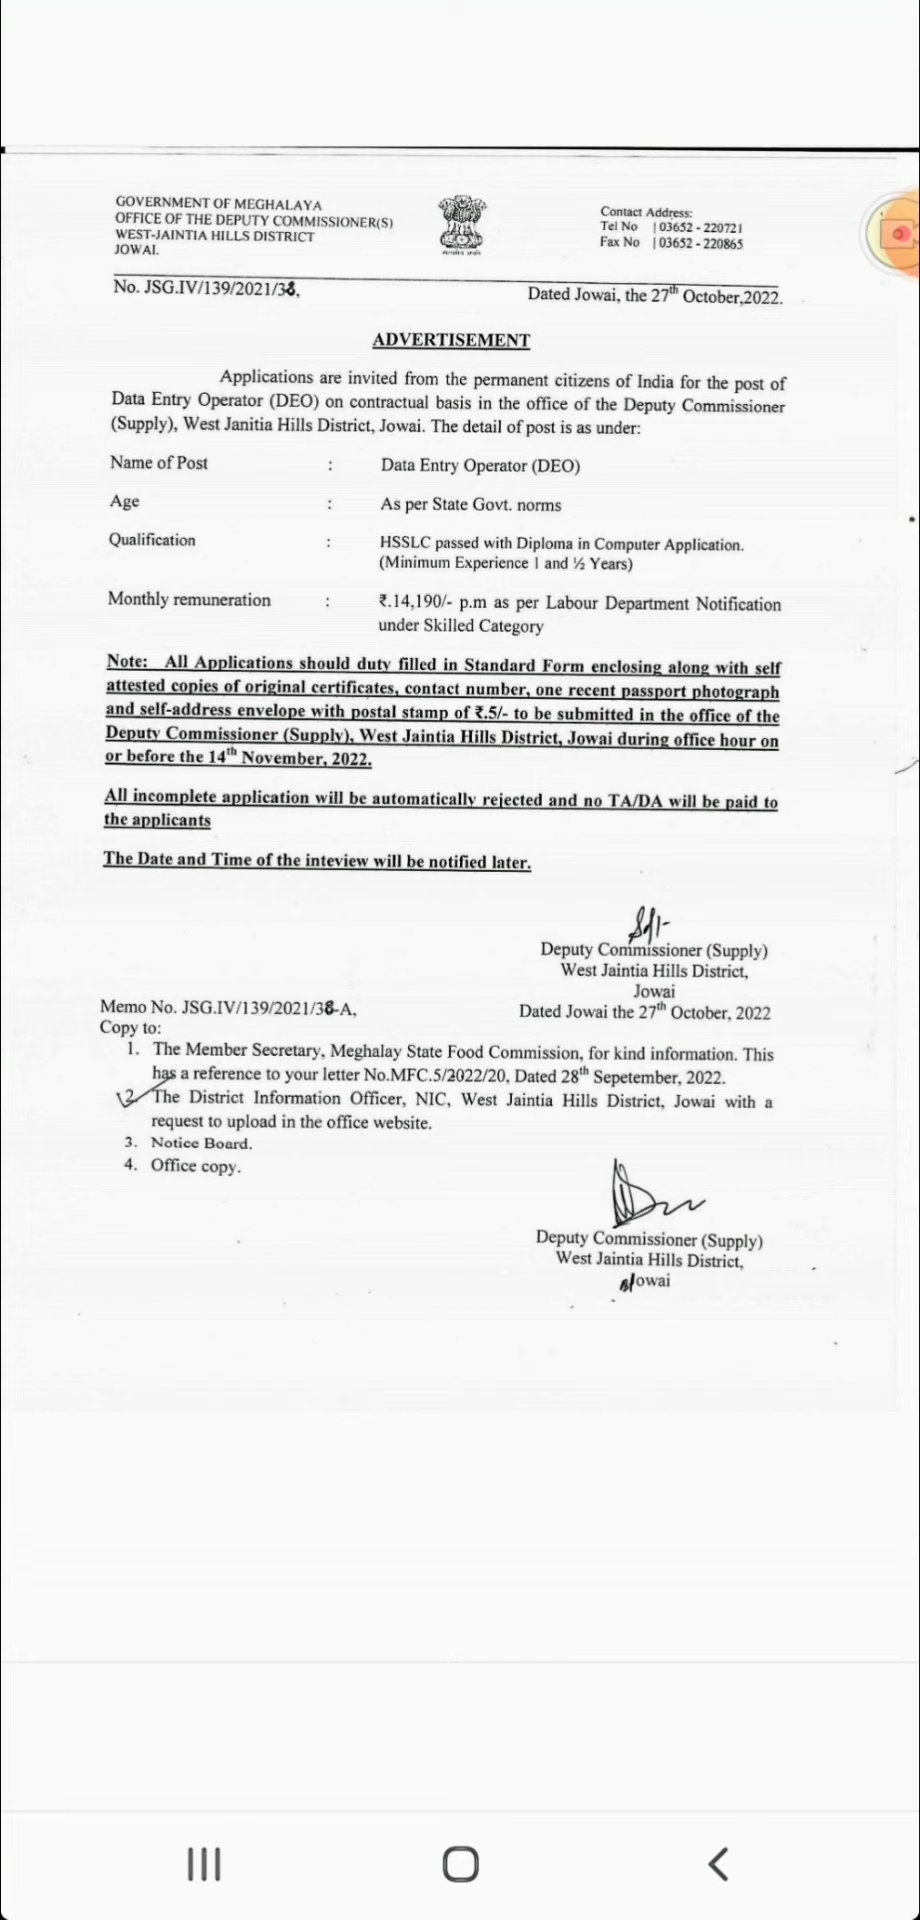 GOVERNMENT OF MEGHALAYA
OFFICE OF THE DEPUTY COMMISSIONER(S)
WEST-JAINTIA HILLS DISTRICT
JOWAI.
Contact Address:
Tel No | 03652 - 220721
Fax No | 03652 - 220865
No. JSG.IV/139/2021/38,
Dated Jowai, the 27th October,2022.
ADVERTISEMENT
Applications are invited from the permanent citizens of India for the post of
Data Entry Operator (DEO) on contractual basis in the office of the Deputy Commissioner
(Supply), West Janitia Hills District, Jowai. The detail of post is as under:
Name of Post : Data Entry Operator (DEO)
Age : As per State Govt. norms
Qualification : HSSLC passed with Diploma in Computer Application.
(Minimum Experience 1 and ½ Years)
Monthly remuneration : ₹.14,190/- p.m as per Labour Department Notification
under Skilled Category
Note: All Applications should duty filled in Standard Form enclosing along with self
attested copies of original certificates, contact number, one recent passport photograph
and self-address envelope with postal stamp of ₹.5/- to be submitted in the office of the
Deputy Commissioner (Supply), West Jaintia Hills District, Jowai during office hour on
or before the 14th November, 2022.
All incomplete application will be automatically rejected and no TA/DA will be paid to
the applicants
The Date and Time of the inteview will be notified later.
Sd/-
Deputy Commissioner (Supply)
West Jaintia Hills District,
Jowai
Memo No. JSG.IV/139/2021/38-A,
Dated Jowai the 27th October, 2022
Copy to:
1. The Member Secretary, Meghalay State Food Commission, for kind information. This
has a reference to your letter No.MFC.5/2022/20, Dated 28th Sepetember, 2022.
2. The District Information Officer, NIC, West Jaintia Hills District, Jowai with a
request to upload in the office website.
3. Notice Board.
4. Office copy.
Deputy Commissioner (Supply)
West Jaintia Hills District,
Jowai